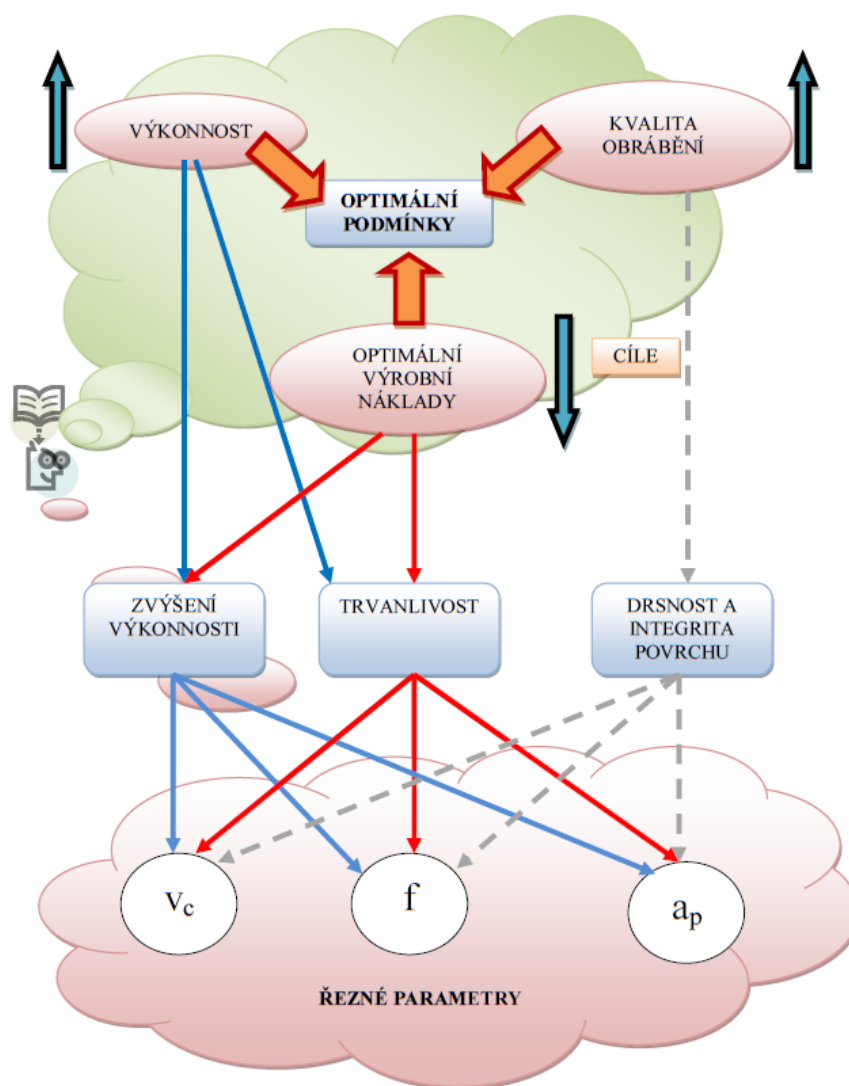 VÝKONNOST
KVALITA
OBRÁBĚNÍ
OPTIMÁLNÍ
PODMÍNKY
OPTIMÁLNÍ
VÝROBNÍ
NÁKLADY
CÍLE
ZVÝŠENÍ
VÝKONNOSTI
TRVANLIVOST
DRSNOST A
INTEGRITA
POVRCHU
vc
f
ap
ŘEZNÉ PARAMETRY